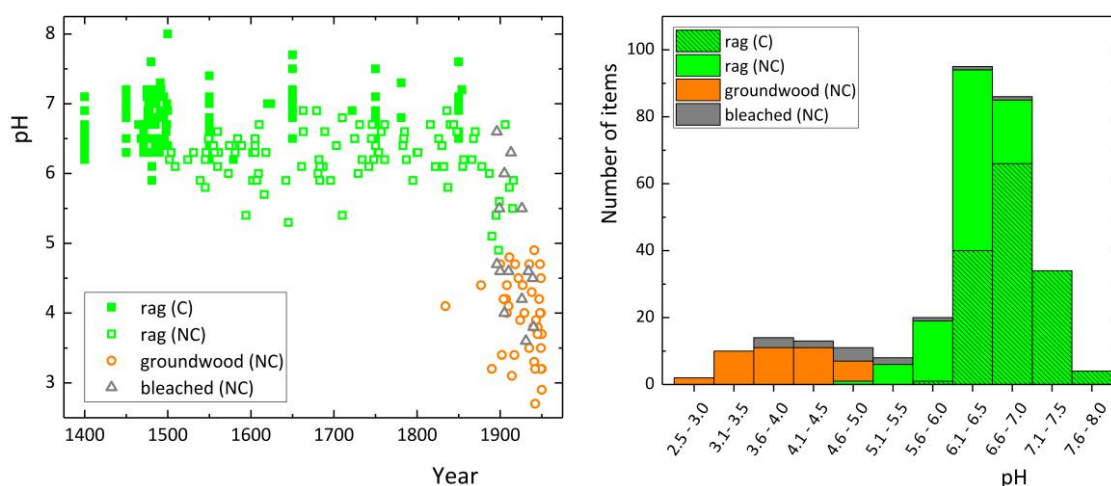 8
7
6
5
4
3
pH
1400
1500
1600
1700
1800
1900
Year
rag (C)
rag (NC)
groundwood (NC)
bleached (NC)
100
80
60
40
20
0
Number of items
rag (C)
rag (NC)
groundwood (NC)
bleached (NC)
2.5 - 3.0
3.1- 3.5
3.6 - 4.0
4.1 - 4.5
4.6 - 5.0
5.1 - 5.5
5.6 - 6.0
6.1 - 6.5
6.6 - 7.0
7.1 - 7.5
7.6 - 8.0
pH